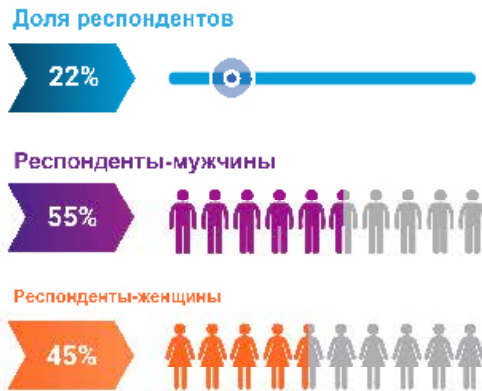 Доля респондентов
22%
Респонденты-мужчины
55%
Респонденты-женщины
45%